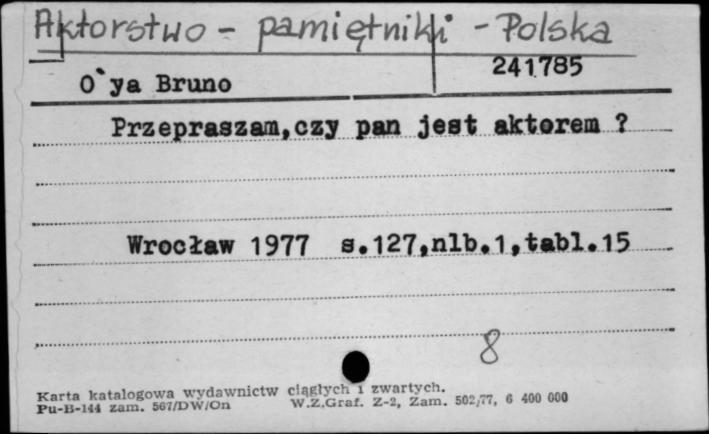 Aktorstwo - pamiętniki - Polska
241785
O`ya Bruno
Przepraszam,czy pan jest aktorem ?
Wrocław 1977 s.127,nlb.1,tabl.15
8
Karta katalogowa wydawnictw ciągłych i zwartych.
Pu-B-144 zam. 567/DW/On W.Z.Graf. Z-2, Zam. 502/77, 6 400 000